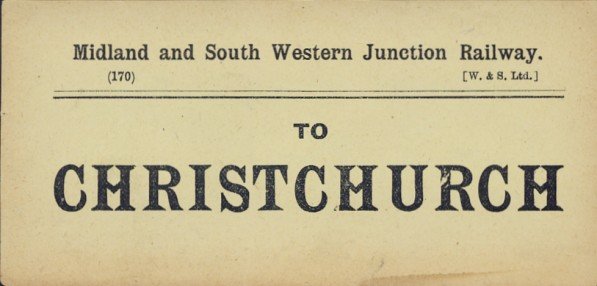 Midland and South Western Junction Railway.
(170) [W. & S. Ltd.]
TO
CHRISTCHURCH